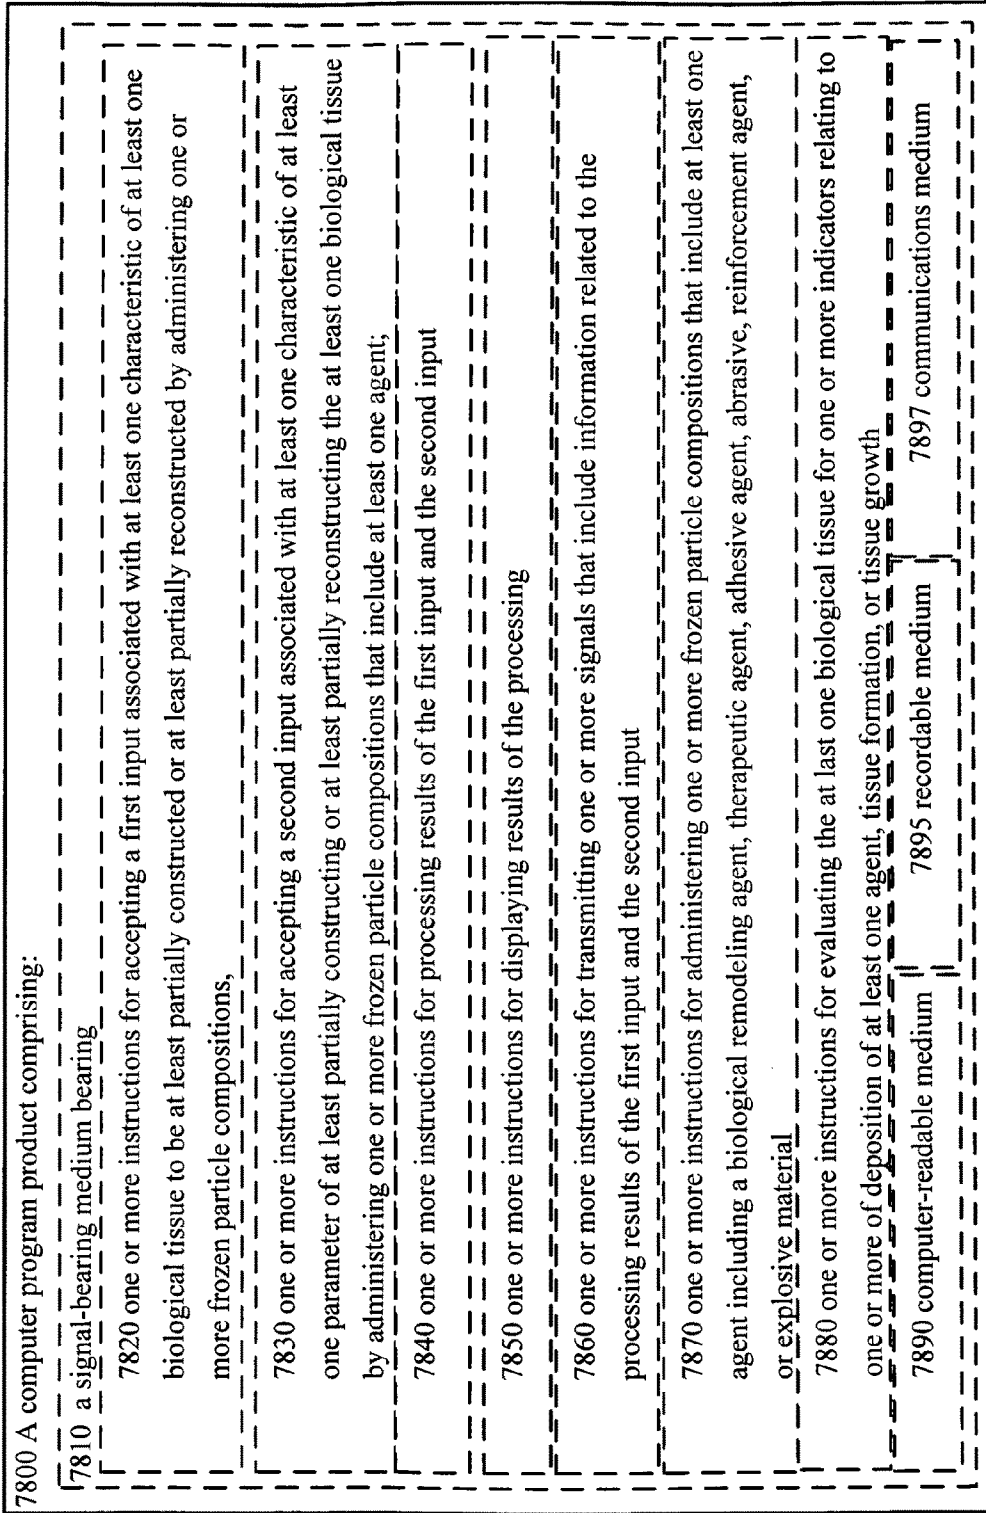 7800 A computer program product comprising:
7810 a signal-bearing medium bearing
7820 one or more instructions for accepting a first input associated with at least one characteristic of at least one
biological tissue to be at least partially constructed or at least partially reconstructed by administering one or
more frozen particle compositions,
7830 one or more instructions for accepting a second input associated with at least one characteristic of at least
one parameter of at least partially constructing or at least partially reconstructing the at least one biological tissue
by administering one or more frozen particle compositions that include at least one agent;
7840 one or more instructions for processing results of the first input and the second input
7850 one or more instructions for displaying results of the processing
7860 one or more instructions for transmitting one or more signals that include information related to the
processing results of the first input and the second input
7870 one or more instructions for administering one or more frozen particle compositions that include at least one
agent including a biological remodeling agent, therapeutic agent, adhesive agent, abrasive, reinforcement agent,
or explosive material
7880 one or more instructions for evaluating the at last one biological tissue for one or more indicators relating to
one or more of deposition of at least one agent, tissue formation, or tissue growth
7890 computer-readable medium
7895 recordable medium
7897 communications medium